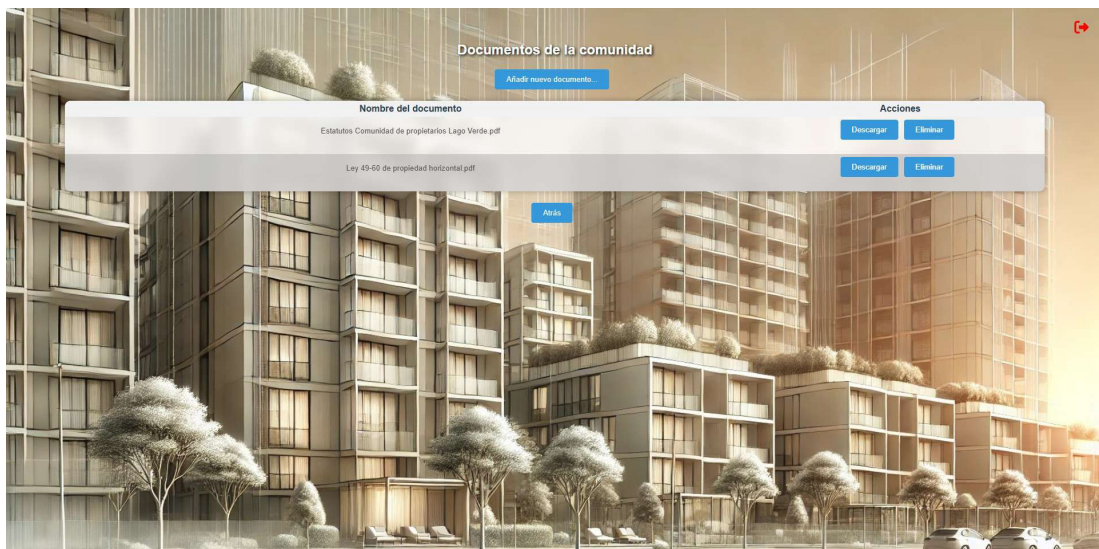 Documentos de la comunidad
Añadir nuevo documento...
Nombre del documento Acciones
Estatutos Comunidad de propietarios Lago Verde.pdf Descargar Eliminar
Ley 49-60 de propiedad horizontal.pdf Descargar Eliminar
Atrás